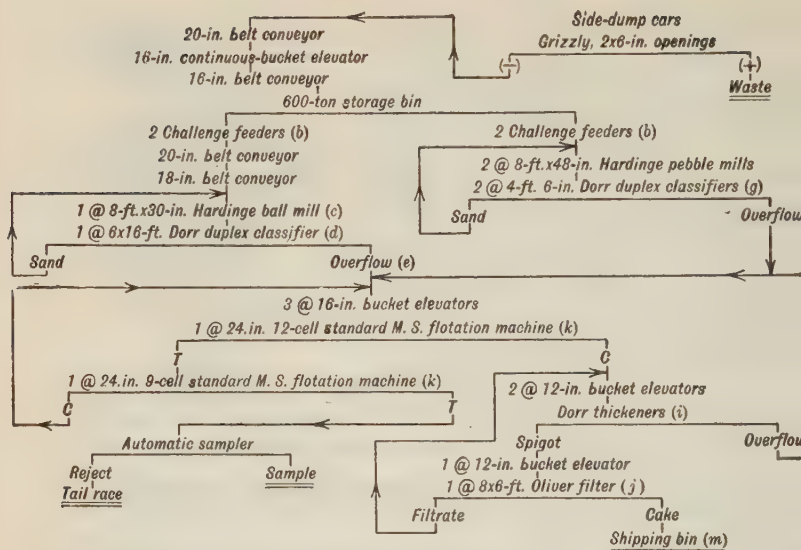 Side-dump cars
20-in. belt conveyor
Grizzly, 2x6-in. openings
16-in. continuous-bucket elevator
(−) (+)
16-in. belt conveyor
Waste
600-ton storage bin
2 Challenge feeders (b) 2 Challenge feeders (b)
20-in. belt conveyor
2 @ 8-ft.x48-in. Hardinge pebble mills
18-in. belt conveyor
2 @ 4-ft. 6-in. Dorr duplex classifiers (g)
1 @ 8-ft.x30-in. Hardinge ball mill (c)
Sand Overflow
1 @ 6x16-ft. Dorr duplex classifier (d)
Sand Overflow (e)
3 @ 16-in. bucket elevators
1 @ 24.in. 12-cell standard M. S. flotation machine (k)
T C
1 @ 24.in. 9-cell standard M. S. flotation machine (k)
2 @ 12-in. bucket elevators
C T
Dorr thickeners (i)
Automatic sampler
Spigot Overflow
Reject Sample
1 @ 12-in. bucket elevator
Tail race
1 @ 8x6-ft. Oliver filter (j)
Filtrate Cake
Shipping bin (m)